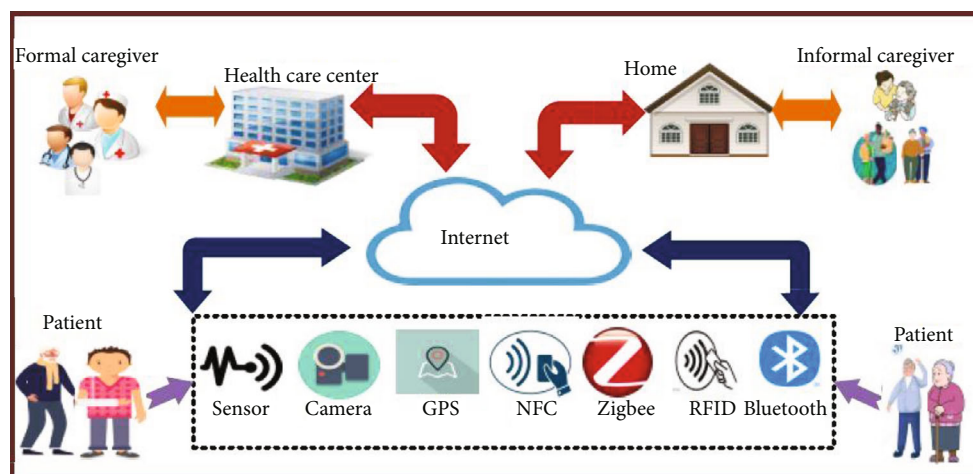 Formal caregiver
Health care center
Home
Informal caregiver
Internet
Patient
Patient
Sensor
Camera
GPS
NFC
Zigbee
RFID
Bluetooth